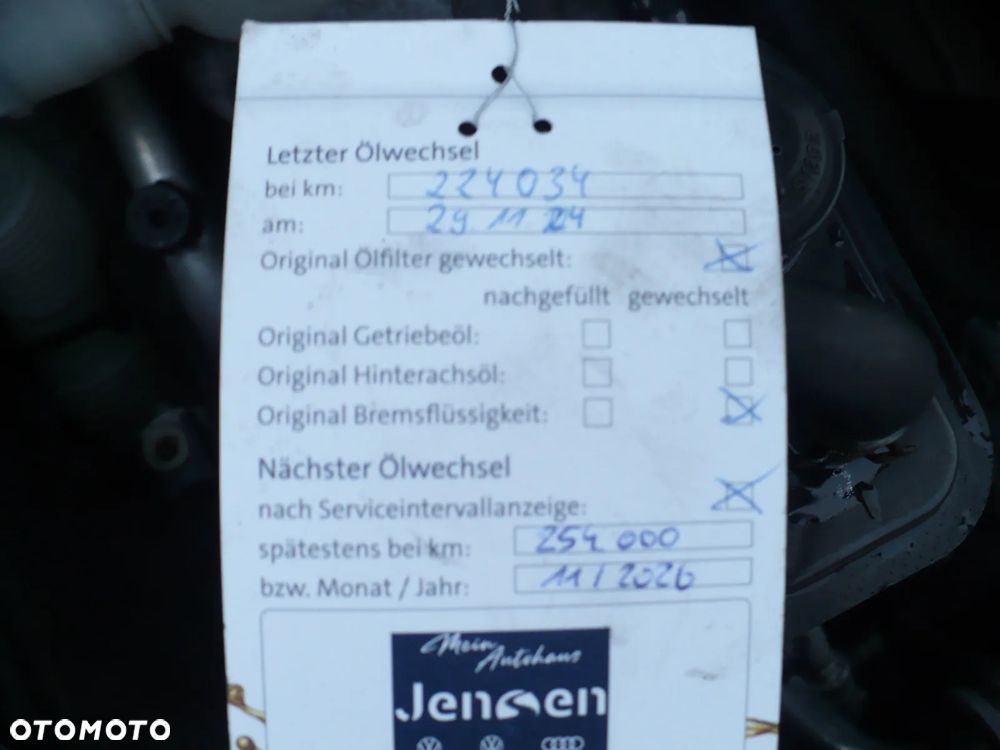 Letzter Ölwechsel
bei km: 224034
am: 29 11 24
Original Ölfilter gewechselt:
nachgefüllt gewechselt
Original Getriebeöl:
Original Hinterachsöl:
Original Bremsflüssigkeit:
Nächster Ölwechsel
nach Serviceintervallanzeige:
spätestens bei km: 254 000
bzw. Monat / Jahr: 11 / 2026
Mein
Autohaus
Jensen
OTOMOTO